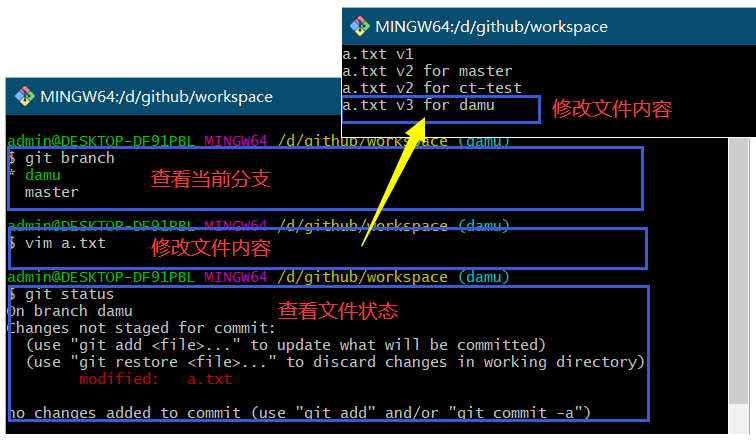 MINGW64:/d/github/workspace
a.txt v1
a.txt v2 for master
a.txt v2 for ct-test
a.txt v3 for damu
修改文件内容
MINGW64:/d/github/workspace
admin@DESKTOP-DF91PBL MINGW64 /d/github/workspace (damu)
$ git branch
* damu
master
查看当前分支
admin@DESKTOP-DF91PBL MINGW64 /d/github/workspace (damu)
$ vim a.txt
修改文件内容
admin@DESKTOP-DF91PBL MINGW64 /d/github/workspace (damu)
$ git status
查看文件状态
On branch damu
Changes not staged for commit:
(use "git add <file>..." to update what will be committed)
(use "git restore <file>..." to discard changes in working directory)
modified:   a.txt
no changes added to commit (use "git add" and/or "git commit -a")